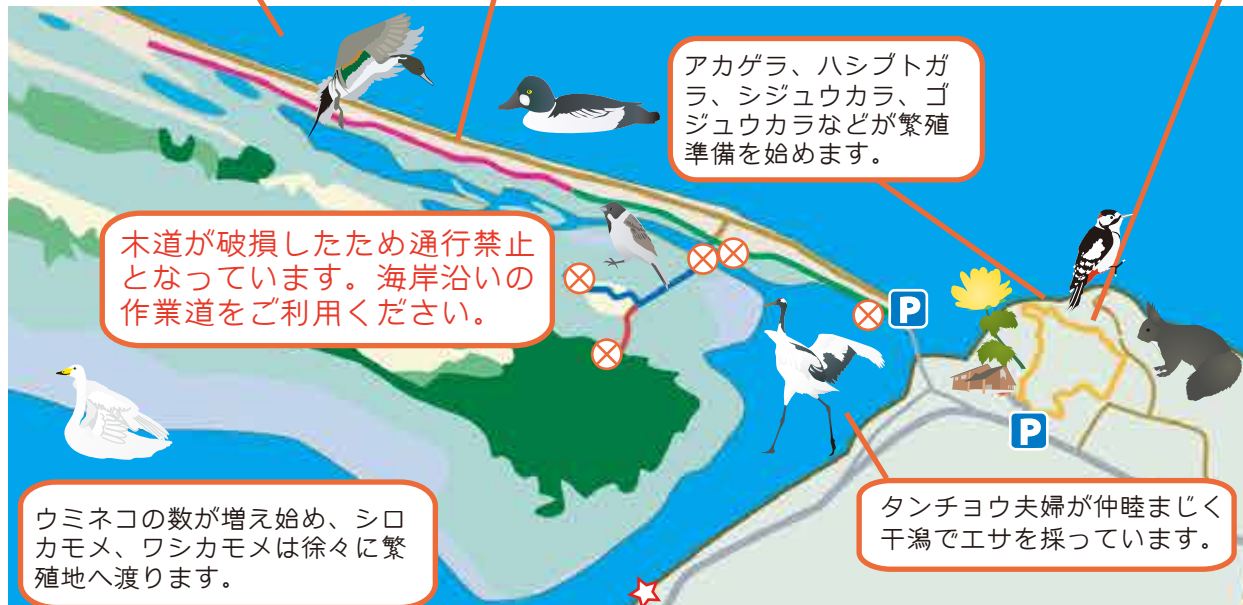 アカゲラ、ハシブトガ
ラ、シジュウカラ、ゴ
ジュウカラなどが繁殖
準備を始めます。
木道が破損したため通行禁止
となっています。海岸沿いの
作業道をご利用ください。
P
P
ウミネコの数が増え始め、シロ
カモメ、ワシカモメは徐々に繁
殖地へ渡ります。
タンチョウ夫婦が仲睦まじく
干潟でエサを採っています。